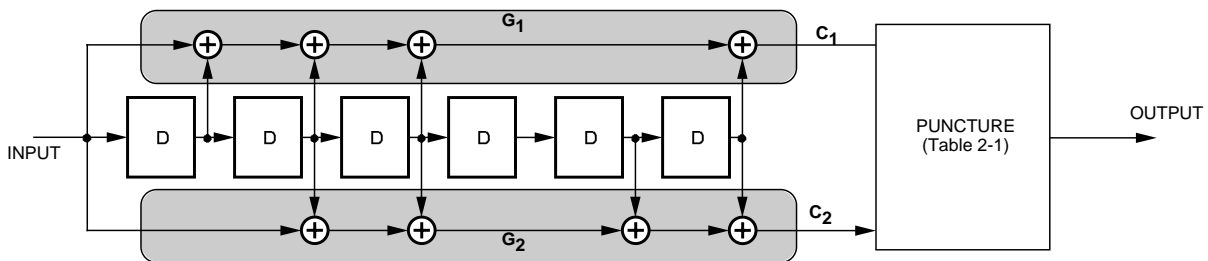 G1
C1
D D D D D D
INPUT
PUNCTURE
(Table 2-1)
OUTPUT
C2
G2